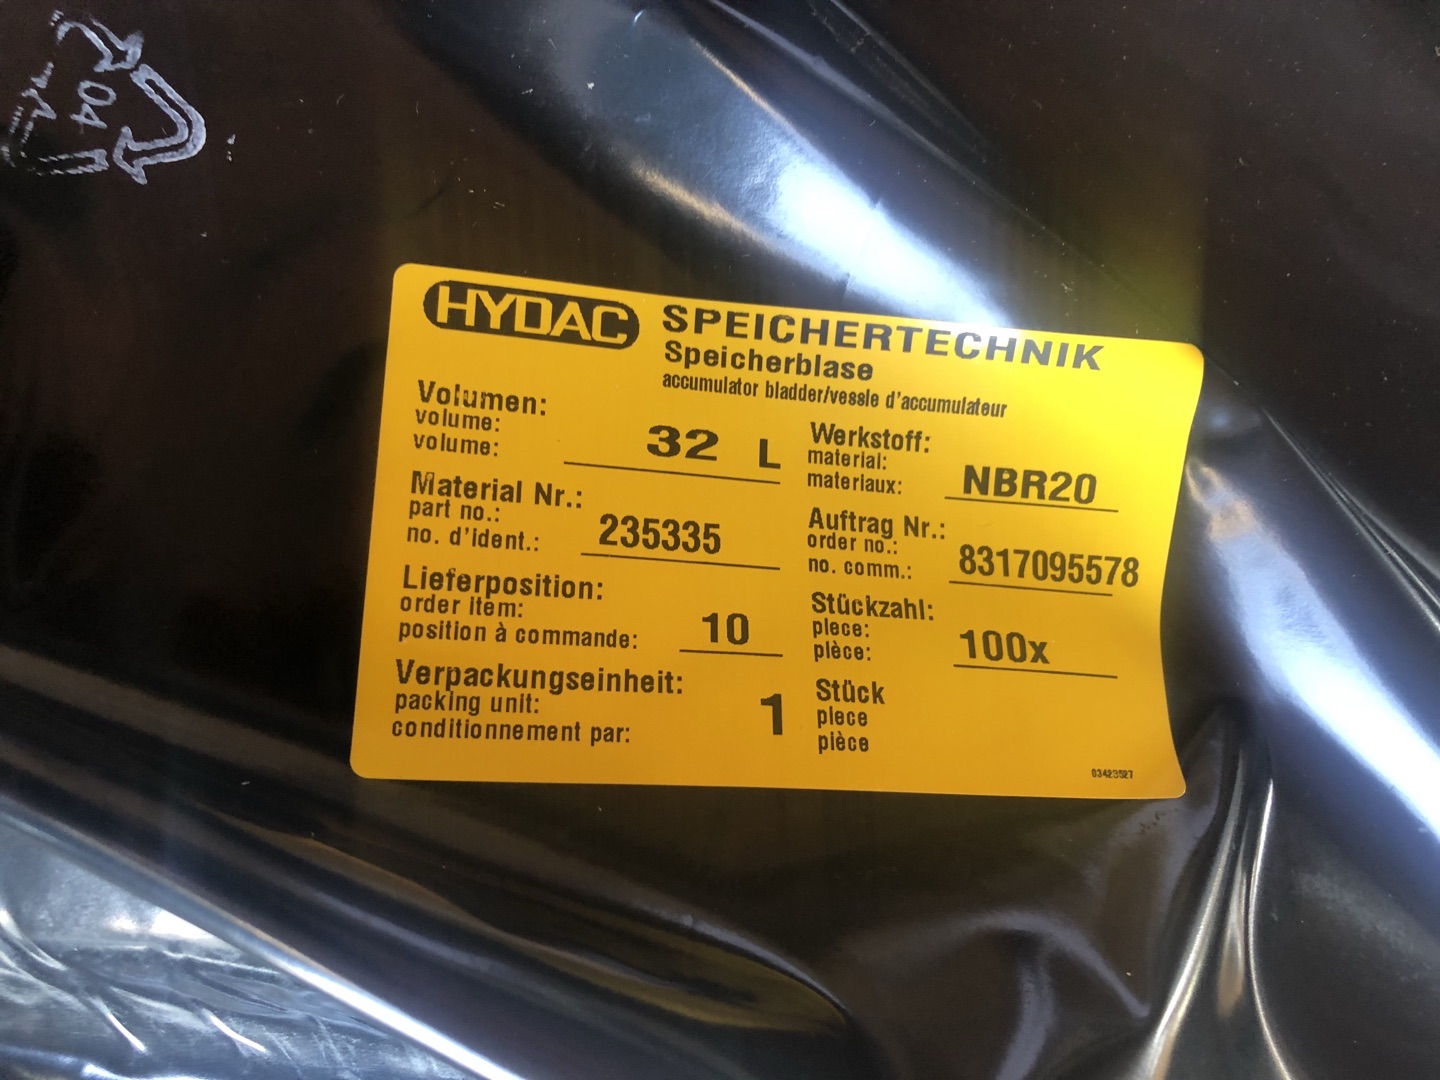 04
HYDAC
SPEICHERTECHNIK
Speicherblase
accumulator bladder/vessle d'accumulateur
Volumen:
volume:
volume:
32 L
Werkstoff:
material:
materiaux:
NBR20
Material Nr.:
part no.:
no. d'ident.:
235335
Auftrag Nr.:
order no.:
no. comm.:
8317095578
Lieferposition:
order item:
position à commande:
10
Stückzahl:
piece:
pièce:
100x
Verpackungseinheit:
packing unit:
conditionnement par:
1
Stück
piece
pièce
03423527